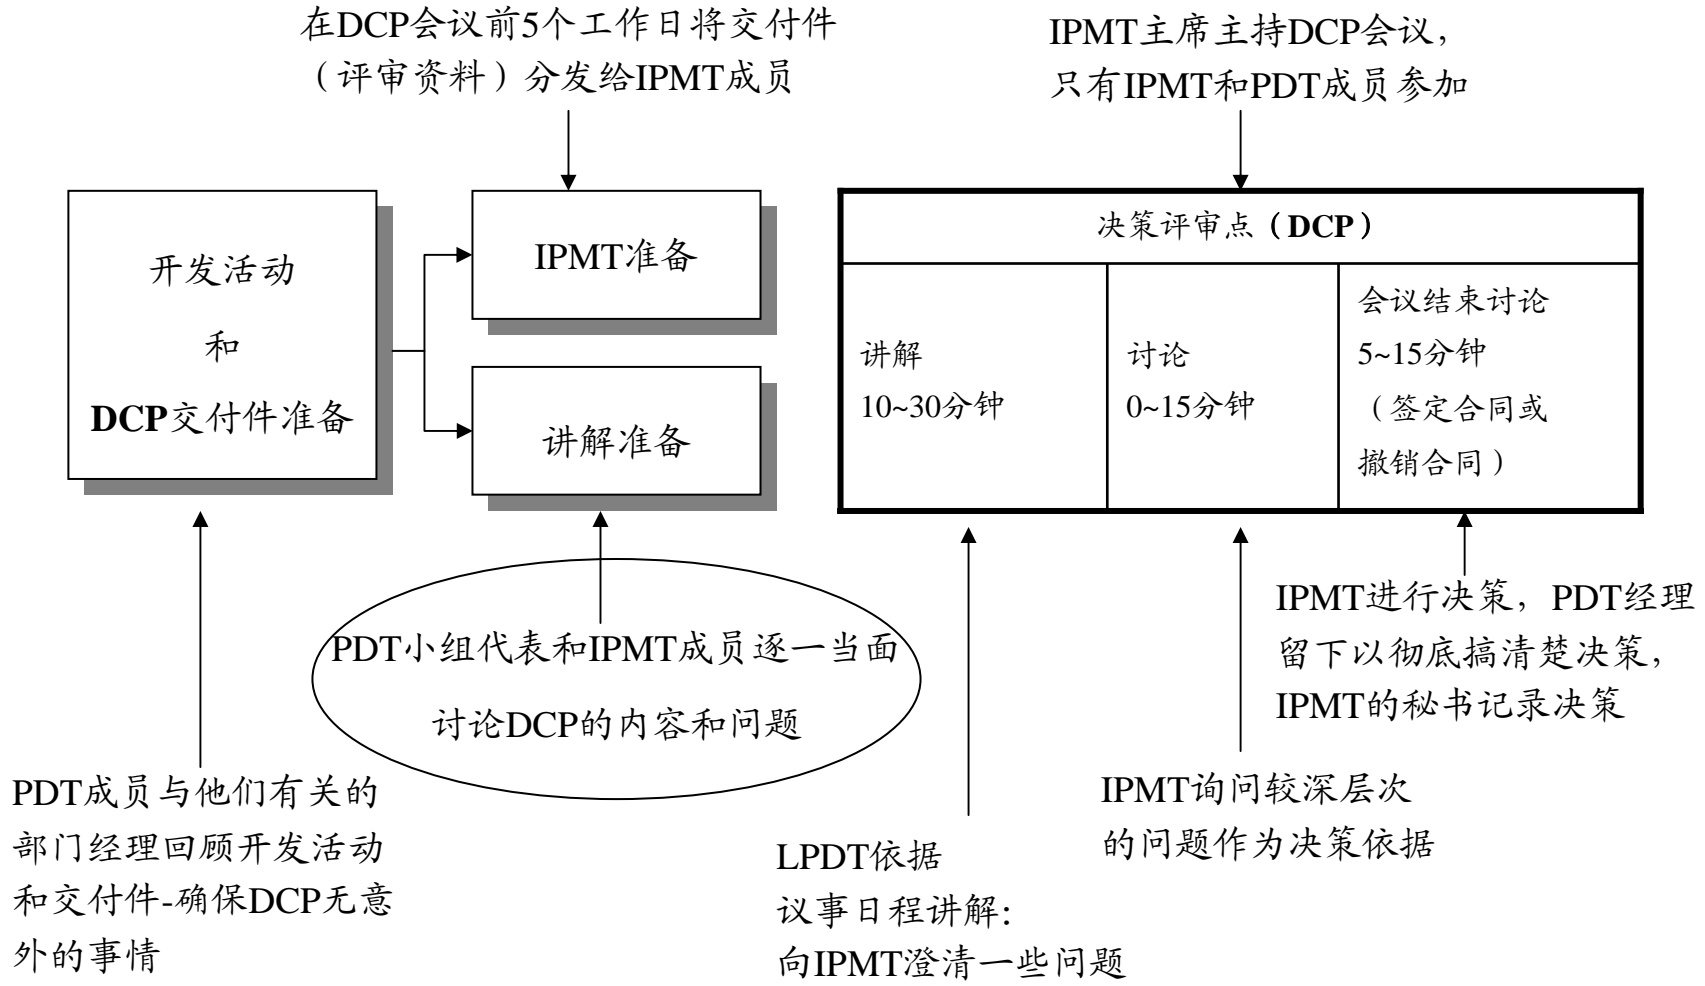 在DCP会议前5个工作日将交付件
（评审资料）分发给IPMT成员
IPMT主席主持DCP会议，
只有IPMT和PDT成员参加
开发活动
和
DCP交付件准备
IPMT准备
讲解准备
决策评审点（DCP）
讲解
10~30分钟
讨论
0~15分钟
会议结束讨论
5~15分钟
（签定合同或
撤销合同）
PDT成员与他们有关的
部门经理回顾开发活动
和交付件-确保DCP无意
外的事情
PDT小组代表和IPMT成员逐一当面
讨论DCP的内容和问题
LPDT依据
议事日程讲解：
向IPMT澄清一些问题
IPMT询问较深层次
的问题作为决策依据
IPMT进行决策，PDT经理
留下以彻底搞清楚决策，
IPMT的秘书记录决策